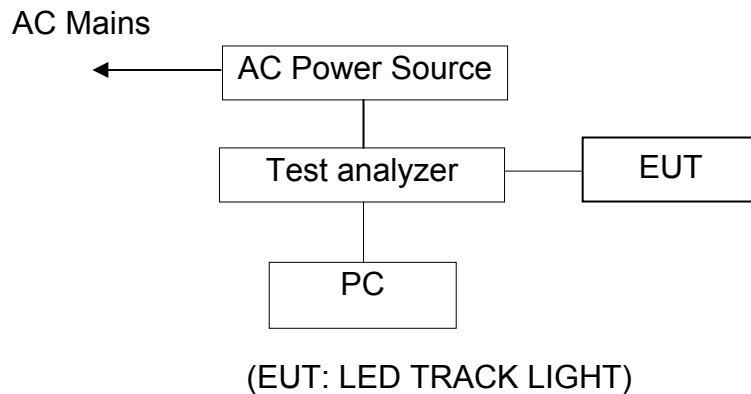 AC Mains
AC Power Source
Test analyzer
EUT
PC
(EUT: LED TRACK LIGHT)